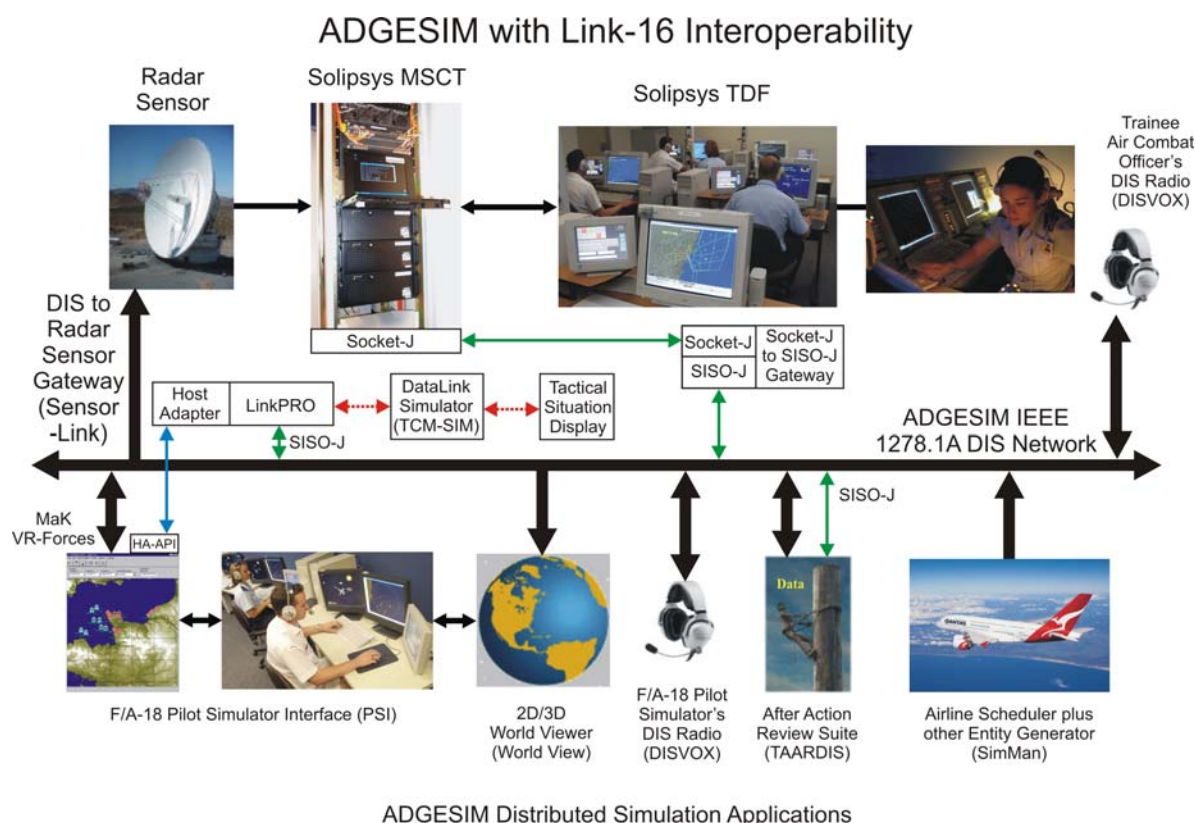 ADGESIM with Link-16 Interoperability
Radar
Sensor
Solipsys MSCT
Solipsys TDF
Trainee
Air Combat
Officer's
DIS Radio
(DISVOX)
DIS to
Radar
Sensor
Gateway
(Sensor
-Link)
Socket-J
Socket-J
SISO-J
Socket-J
to SISO-J
Gateway
Host
Adapter
LinkPRO
DataLink
Simulator
(TCM-SIM)
Tactical
Situation
Display
SISO-J
ADGESIM IEEE
1278.1A DIS Network
MaK
VR-Forces
HA-API
SISO-J
Data
QANTAS
F/A-18 Pilot Simulator Interface (PSI)
2D/3D
World Viewer
(World View)
F/A-18 Pilot
Simulator's
DIS Radio
(DISVOX)
After Action
Review Suite
(TAARDIS)
Airline Scheduler plus
other Entity Generator
(SimMan)
ADGESIM Distributed Simulation Applications